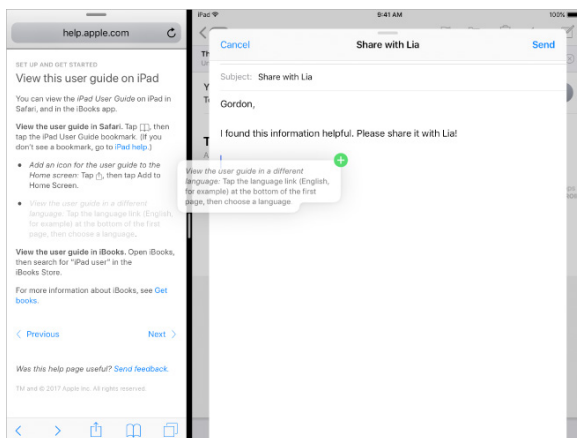 help.apple.com
SET UP AND GET STARTED
View this user guide on iPad
You can view the iPad User Guide on iPad in
Safari, and in the iBooks app.
View the user guide in Safari. Tap , then
tap the iPad User Guide bookmark. (If you
don't see a bookmark, go to iPad help.)
• Add an icon for the user guide to the
Home screen: Tap , then tap Add to
Home Screen.
• View the user guide in a different
language: Tap the language link (English,
for example) at the bottom of the first
page, then choose a language.
View the user guide in iBooks. Open iBooks,
then search for "iPad user" in the
iBooks Store.
For more information about iBooks, see Get
books.
Previous
Next
Was this help page useful? Send feedback.
TM and © 2017 Apple Inc. All rights reserved.
iPad
9:41 AM
100%
Cancel
Share with Lia
Send
Subject: Share with Lia
Gordon,
I found this information helpful. Please share it with Lia!
View the user guide in a different
language: Tap the language link (English,
for example) at the bottom of the first
page, then choose a language